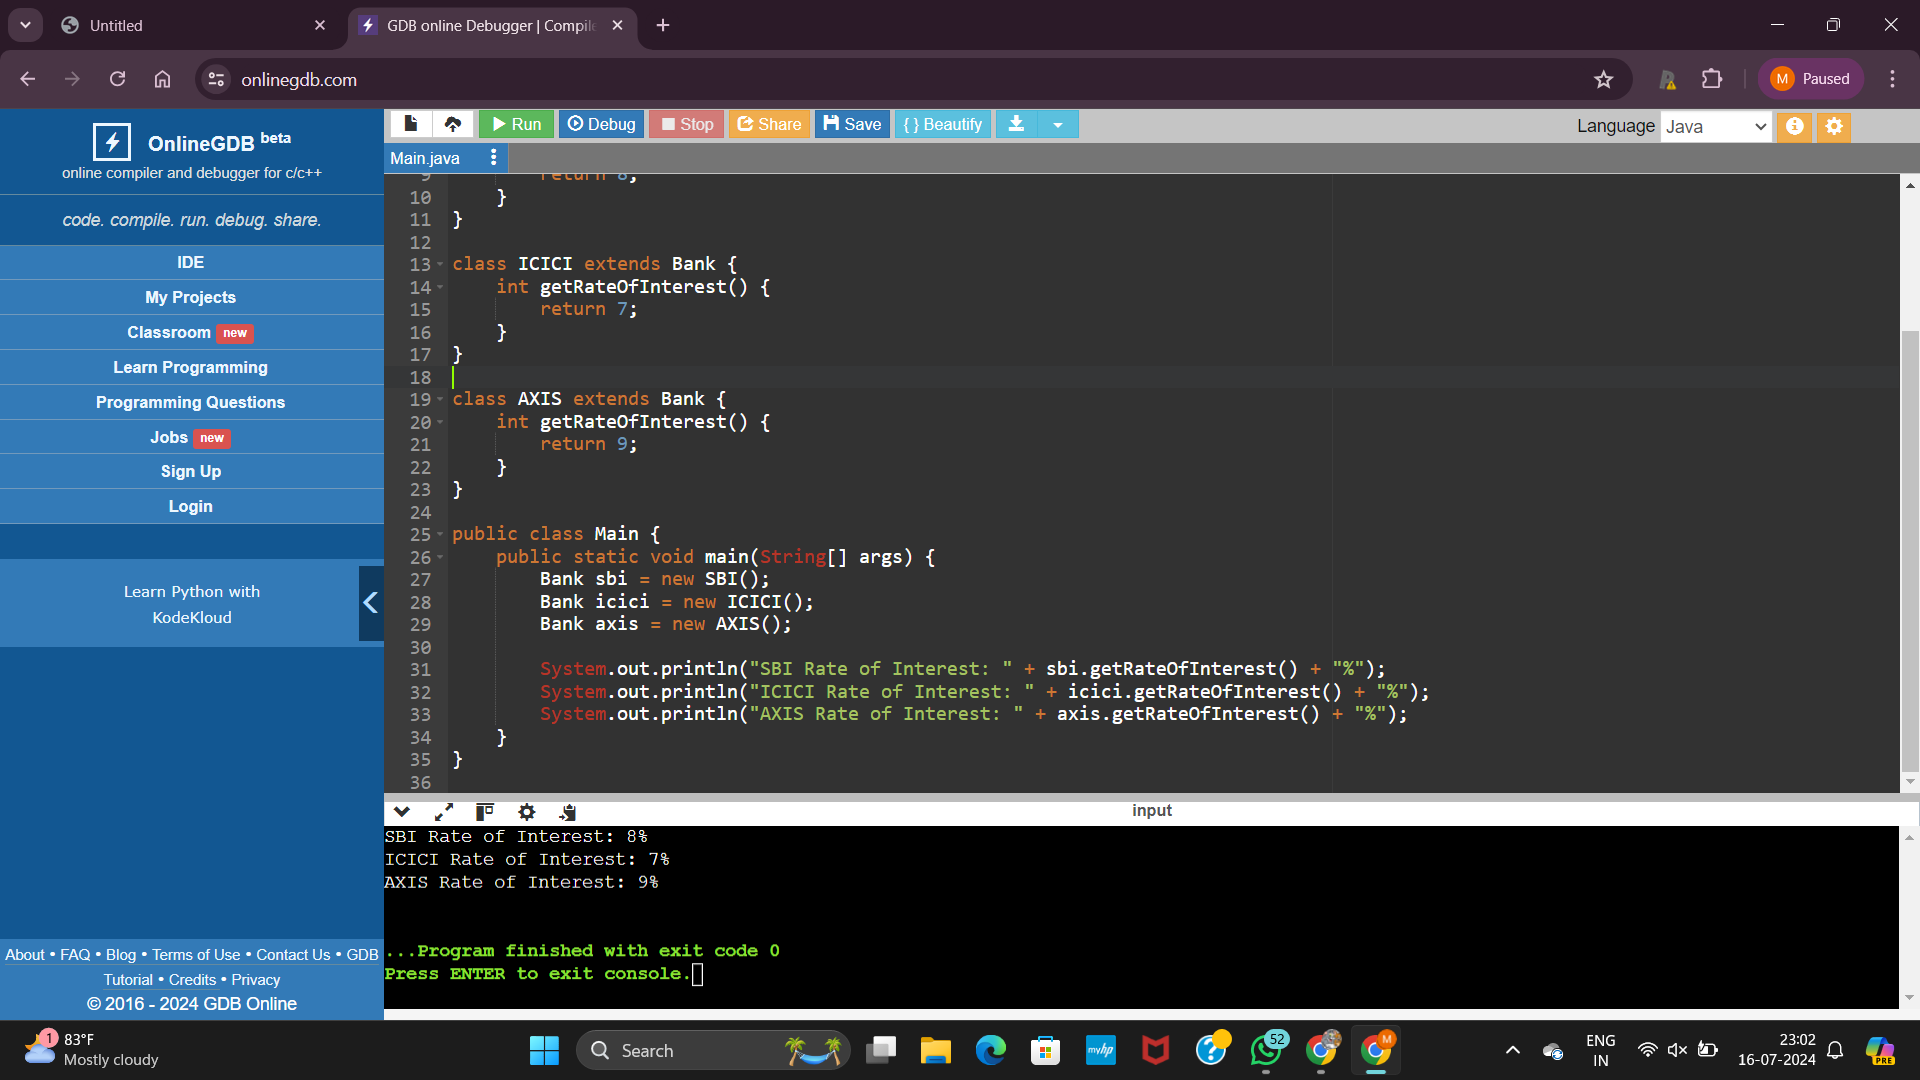 Untitled
GDB online Debugger | Compile
onlinegdb.com
M Paused
OnlineGDB beta
online compiler and debugger for c/c++
code. compile. run. debug. share.
IDE
My Projects
Classroom new
Learn Programming
Programming Questions
Jobs new
Sign Up
Login
Learn Python with
KodeKloud
About • FAQ • Blog • Terms of Use • Contact Us • GDB
Tutorial • Credits • Privacy
© 2016 - 2024 GDB Online
Run Debug Stop Share Save { } Beautify
Language Java
Main.java
9 return 8;
10 }
11 }
12
13 class ICICI extends Bank {
14 int getRateOfInterest() {
15 return 7;
16 }
17 }
18
19 class AXIS extends Bank {
20 int getRateOfInterest() {
21 return 9;
22 }
23 }
24
25 public class Main {
26 public static void main(String[] args) {
27 Bank sbi = new SBI();
28 Bank icici = new ICICI();
29 Bank axis = new AXIS();
30
31 System.out.println("SBI Rate of Interest: " + sbi.getRateOfInterest() + "%");
32 System.out.println("ICICI Rate of Interest: " + icici.getRateOfInterest() + "%");
33 System.out.println("AXIS Rate of Interest: " + axis.getRateOfInterest() + "%");
34 }
35 }
36
input
SBI Rate of Interest: 8%
ICICI Rate of Interest: 7%
AXIS Rate of Interest: 9%
...Program finished with exit code 0
Press ENTER to exit console.
1
83°F
Mostly cloudy
Search
myhp
52
M
ENG
IN
23:02
16-07-2024
PRE